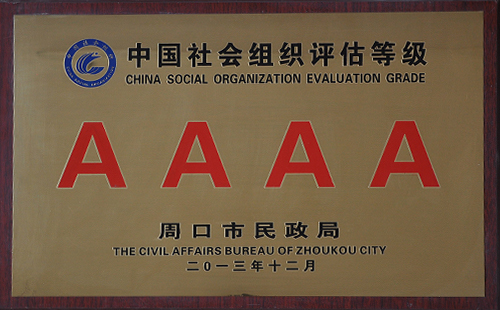 中国社会组织评估等级
CHINA SOCIAL ORGANIZATION EVALUATION GRADE
AAAA
周口市民政局
THE CIVIL AFFAIRS BUREAU OF ZHOUKOU CITY
二〇一三年十二月